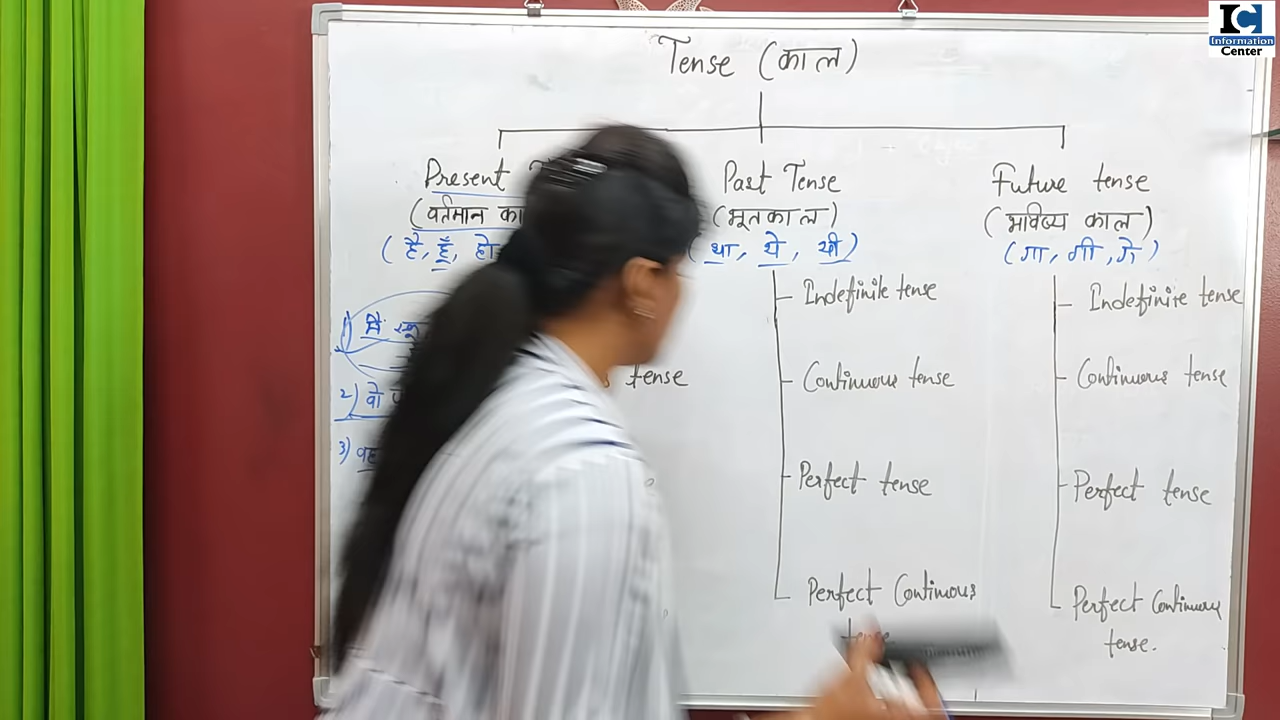 IC
Information
Center
Tense (काल)
Present
(वर्तमान
(है, हूँ, हो
1) मैं
2) वो
3) वह
tense
Past Tense
(भूतकाल)
(था, थे, थी)
Indefinite tense
Continuous tense
Perfect tense
Perfect Continuous
tense.
Future tense
(भविष्य काल)
(गा, गी, गे)
Indefinite tense
Continuous tense
Perfect tense
Perfect Continuous
tense.